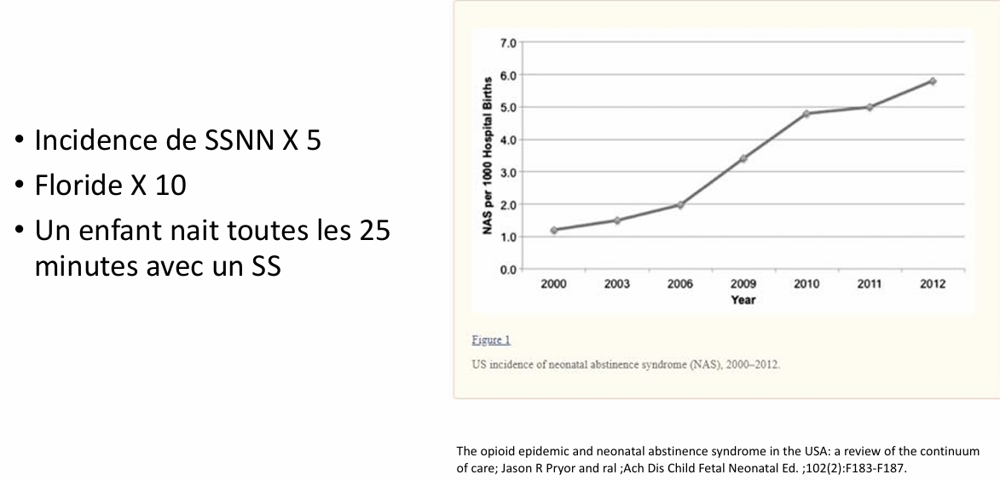 • Incidence de SSNN X 5
• Floride X 10
• Un enfant nait toutes les 25
minutes avec un SS
7.0
6.0
5.0
4.0
3.0
2.0
1.0
0.0
NAS per 1000 Hospital Births
2000 2003 2006 2009 2010 2011 2012
Year
Figure 1
US incidence of neonatal abstinence syndrome (NAS), 2000–2012.
The opioid epidemic and neonatal abstinence syndrome in the USA: a review of the continuum
of care; Jason R Pryor and ral ;Ach Dis Child Fetal Neonatal Ed. ;102(2):F183-F187.